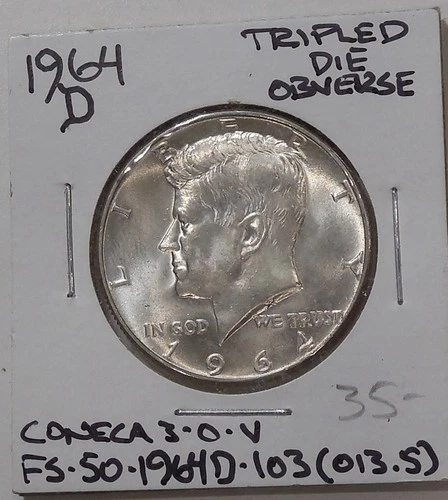 1964
D
TRIPLED
DIE
OBVERSE
LIBERTY
IN GOD WE TRUST
1964
35-
CONECA 3-O-V
FS-50-1964D-103(013.5)